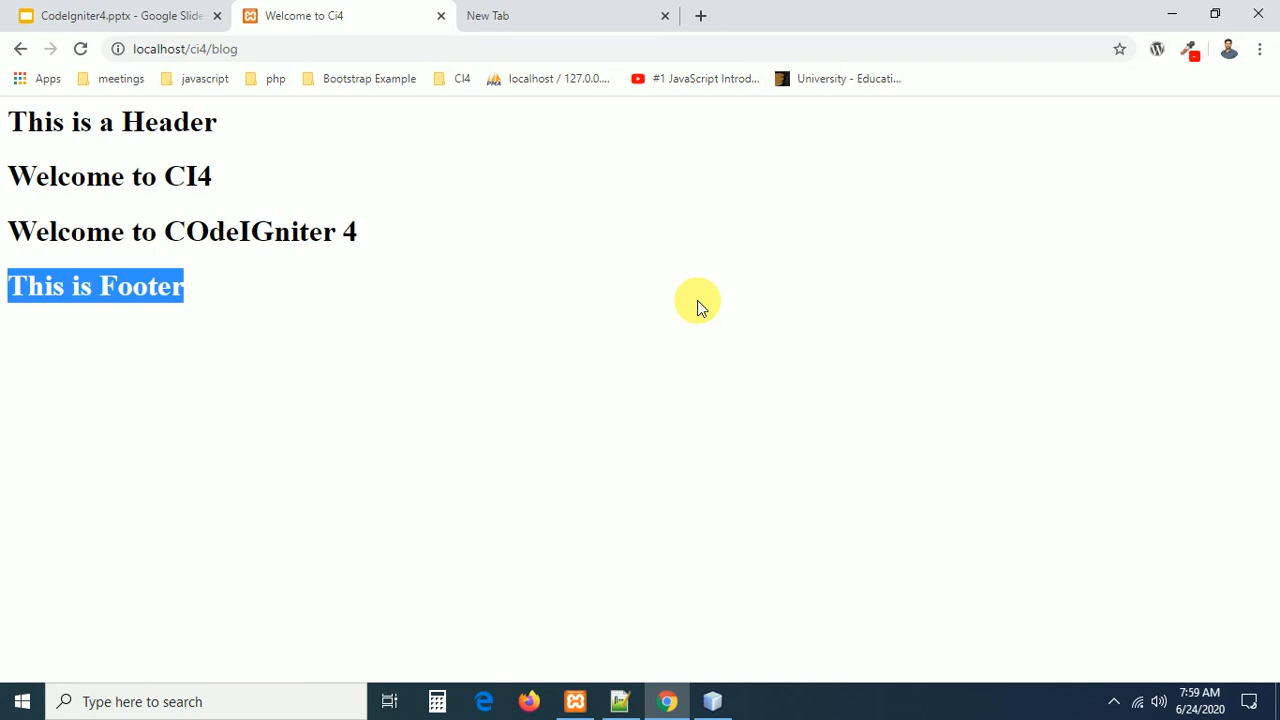 CodeIgniter4.pptx - Google Slide
Welcome to Ci4
New Tab
localhost/ci4/blog
Apps
meetings
javascript
php
Bootstrap Example
CI4
localhost / 127.0.0....
#1 JavaScript Introd...
University - Educati...
This is a Header
Welcome to CI4
Welcome to COdeIGniter 4
This is Footer
Type here to search
7:59 AM
6/24/2020